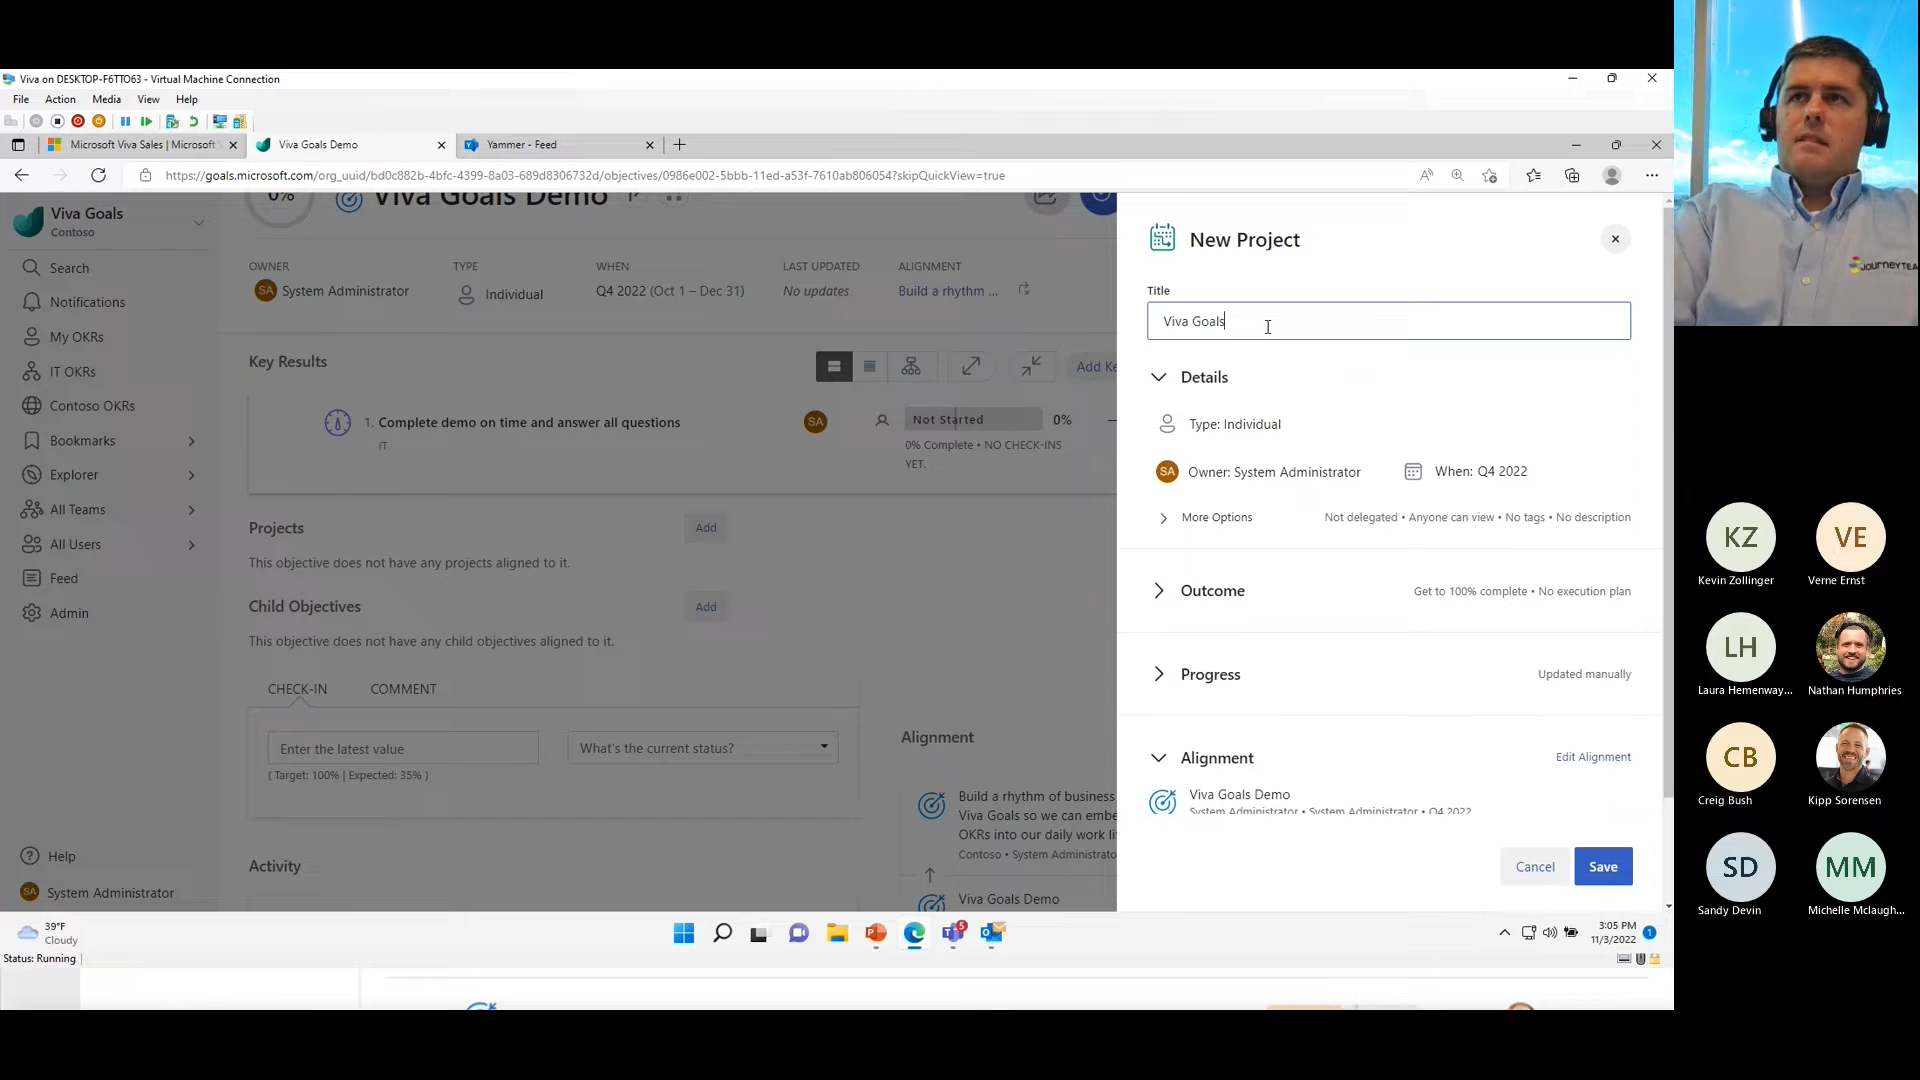 Viva on DESKTOP-F6TTO63 - Virtual Machine Connection
File Action Media View Help
Microsoft Viva Sales | Microsoft
Viva Goals Demo
Yammer - Feed
https://goals.microsoft.com/org_uuid/bd0c882b-4bfc-4399-8a03-689d8306732d/objectives/0986e002-5bbb-11ed-a53f-7610ab806054?skipQuickView=true
Viva Goals
Contoso
Search
Notifications
My OKRs
IT OKRs
Contoso OKRs
Bookmarks
Explorer
All Teams
All Users
Feed
Admin
Help
SA System Administrator
0%
Viva Goals Demo
OWNER TYPE WHEN LAST UPDATED ALIGNMENT
SA System Administrator Individual Q4 2022 (Oct 1 – Dec 31) No updates Build a rhythm ...
Key Results
Add Ke
1. Complete demo on time and answer all questions
IT
SA
Not Started 0%
0% Complete • NO CHECK-INS
YET.
Projects
Add
This objective does not have any projects aligned to it.
Child Objectives
Add
This objective does not have any child objectives aligned to it.
CHECK-IN COMMENT
Enter the latest value
What's the current status?
( Target: 100% | Expected: 35% )
Activity
Alignment
Build a rhythm of business
Viva Goals so we can embe
OKRs into our daily work li
Contoso • System Administrato
Viva Goals Demo
New Project
Title
Viva Goals
Details
Type: Individual
SA Owner: System Administrator
When: Q4 2022
More Options
Not delegated • Anyone can view • No tags • No description
Outcome
Get to 100% complete • No execution plan
Progress
Updated manually
Alignment
Edit Alignment
Viva Goals Demo
System Administrator • System Administrator • Q4 2022
Cancel
Save
39°F
Cloudy
5
3:05 PM
11/3/2022
1
Status: Running
JOURNEYTEA
KZ
Kevin Zollinger
VE
Verne Ernst
LH
Laura Hemenway...
Nathan Humphries
CB
Creig Bush
Kipp Sorensen
SD
Sandy Devin
MM
Michelle Mclaugh...